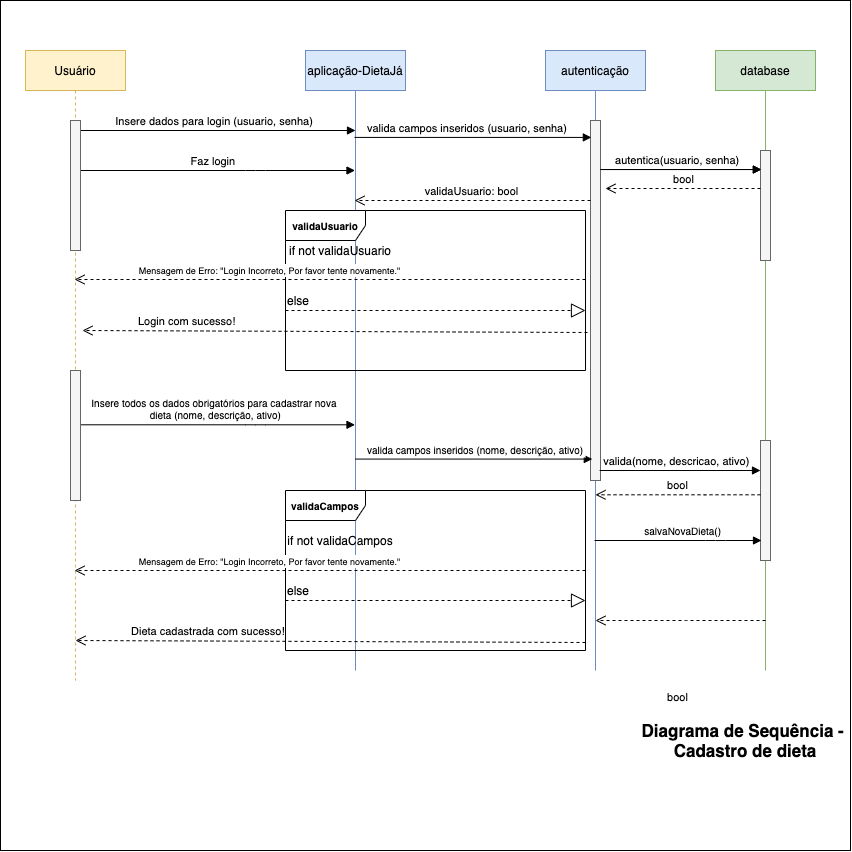 Usuário
aplicação-DietaJá
autenticação
database
Insere dados para login (usuario, senha)
valida campos inseridos (usuario, senha)
Faz login
autentica(usuario, senha)
bool
validaUsuario: bool
validaUsuario
if not validaUsuario
Mensagem de Erro: "Login Incorreto, Por favor tente novamente."
else
Login com sucesso!
Insere todos os dados obrigatórios para cadastrar nova
dieta (nome, descrição, ativo)
valida campos inseridos (nome, descrição, ativo)
valida(nome, descricao, ativo)
bool
validaCampos
salvaNovaDieta()
if not validaCampos
Mensagem de Erro: "Login Incorreto, Por favor tente novamente."
else
Dieta cadastrada com sucesso!
bool
Diagrama de Sequência -
Cadastro de dieta